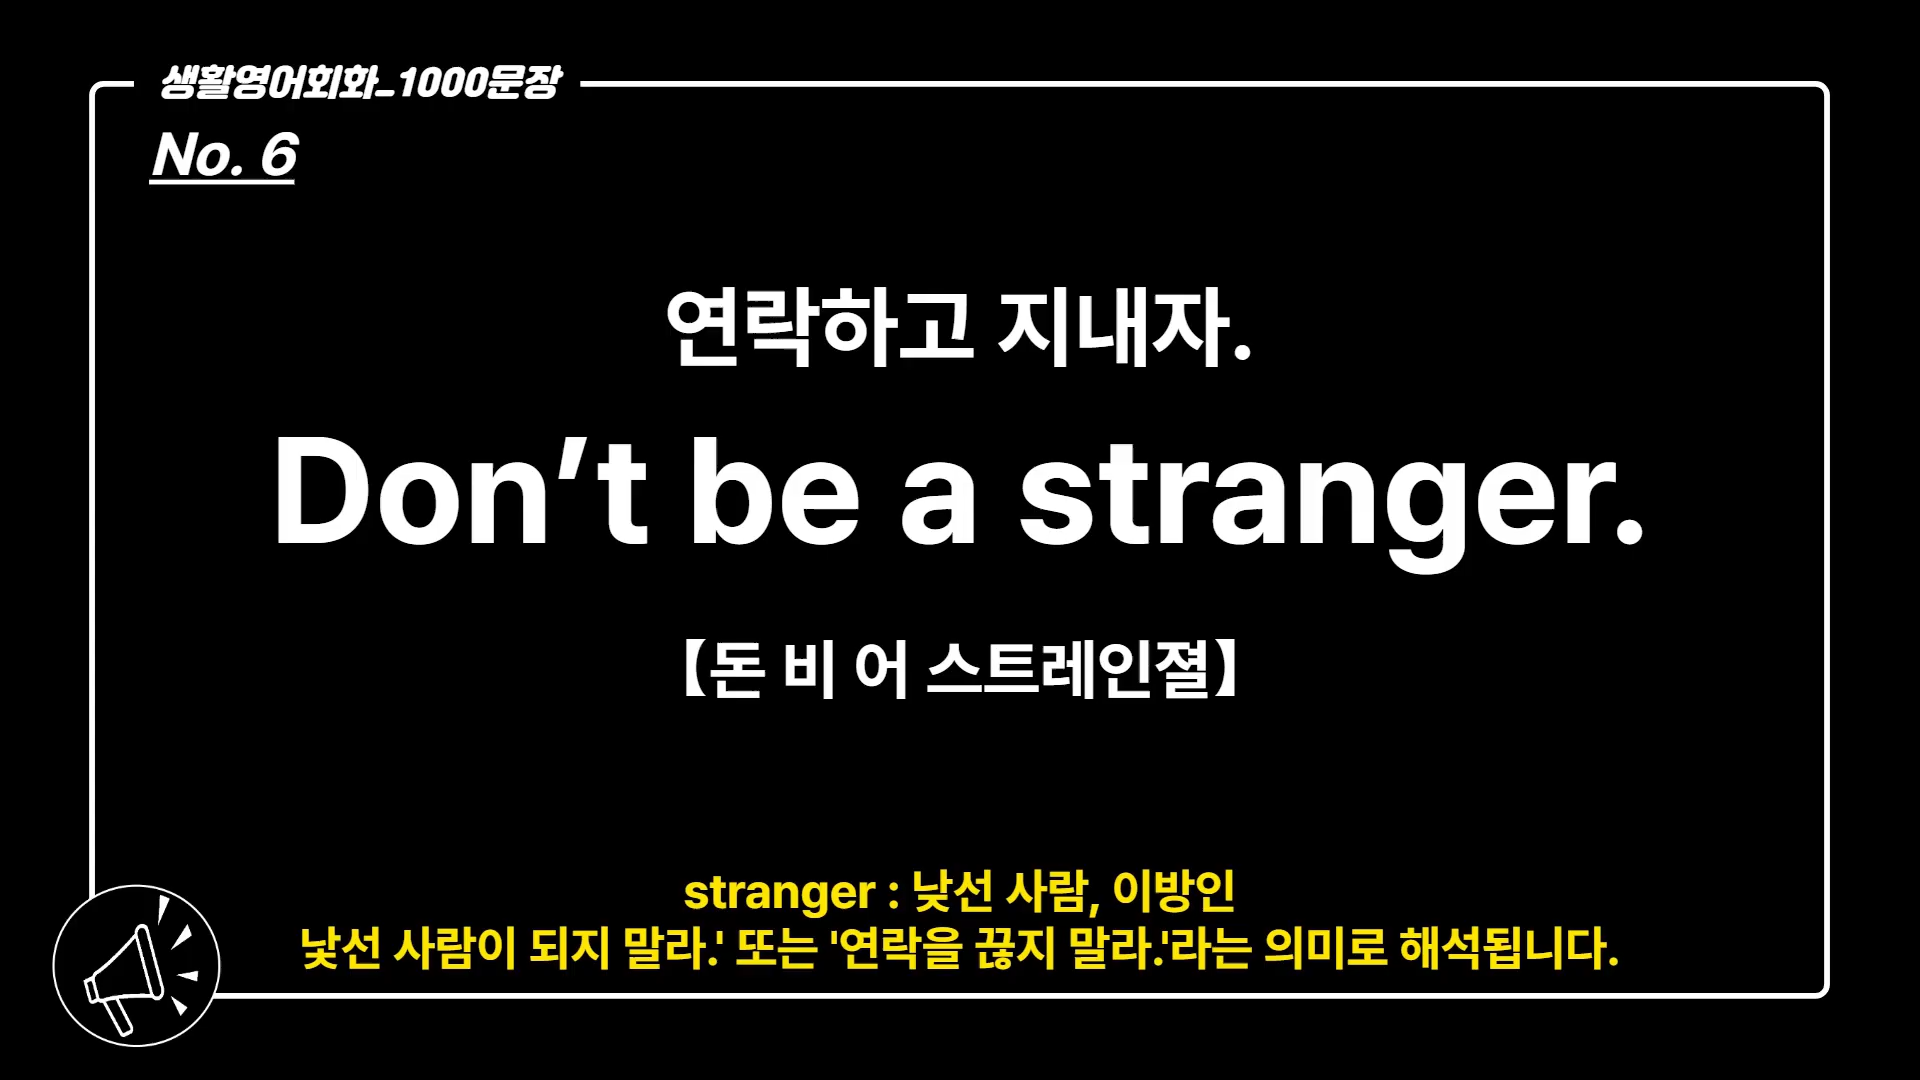 생활영어회화_1000문장
No. 6
연락하고 지내자.
Don’t be a stranger.
【돈 비 어 스트레인졀】
stranger : 낯선 사람, 이방인
낯선 사람이 되지 말라.' 또는 '연락을 끊지 말라.'라는 의미로 해석됩니다.